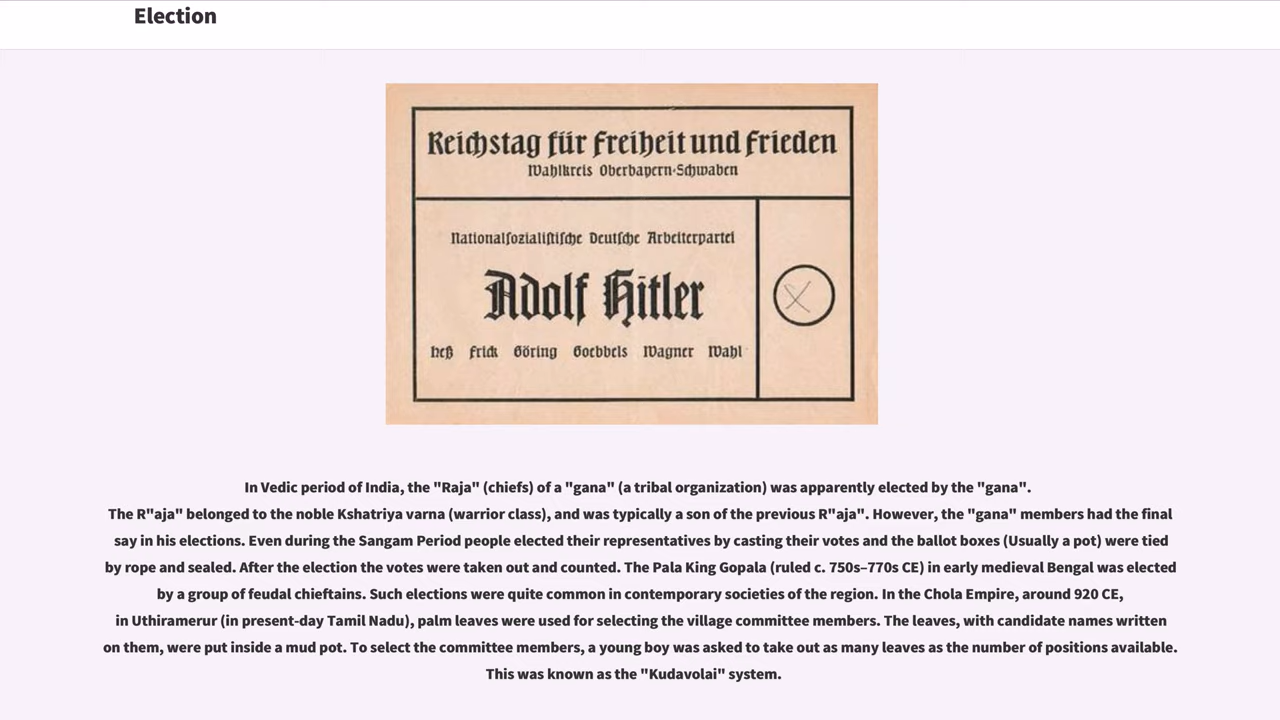 Election
Reichstag für Freiheit und Frieden
Wahlkreis Oberbayern-Schwaben
Nationalsozialistische Deutsche Arbeiterpartei
Adolf Hitler
Heß Frick Göring Goebbels Wagner Wahl
In Vedic period of India, the "Raja" (chiefs) of a "gana" (a tribal organization) was apparently elected by the "gana".
The R"aja" belonged to the noble Kshatriya varna (warrior class), and was typically a son of the previous R"aja". However, the "gana" members had the final
say in his elections. Even during the Sangam Period people elected their representatives by casting their votes and the ballot boxes (Usually a pot) were tied
by rope and sealed. After the election the votes were taken out and counted. The Pala King Gopala (ruled c. 750s–770s CE) in early medieval Bengal was elected
by a group of feudal chieftains. Such elections were quite common in contemporary societies of the region. In the Chola Empire, around 920 CE,
in Uthiramerur (in present-day Tamil Nadu), palm leaves were used for selecting the village committee members. The leaves, with candidate names written
on them, were put inside a mud pot. To select the committee members, a young boy was asked to take out as many leaves as the number of positions available.
This was known as the "Kudavolai" system.